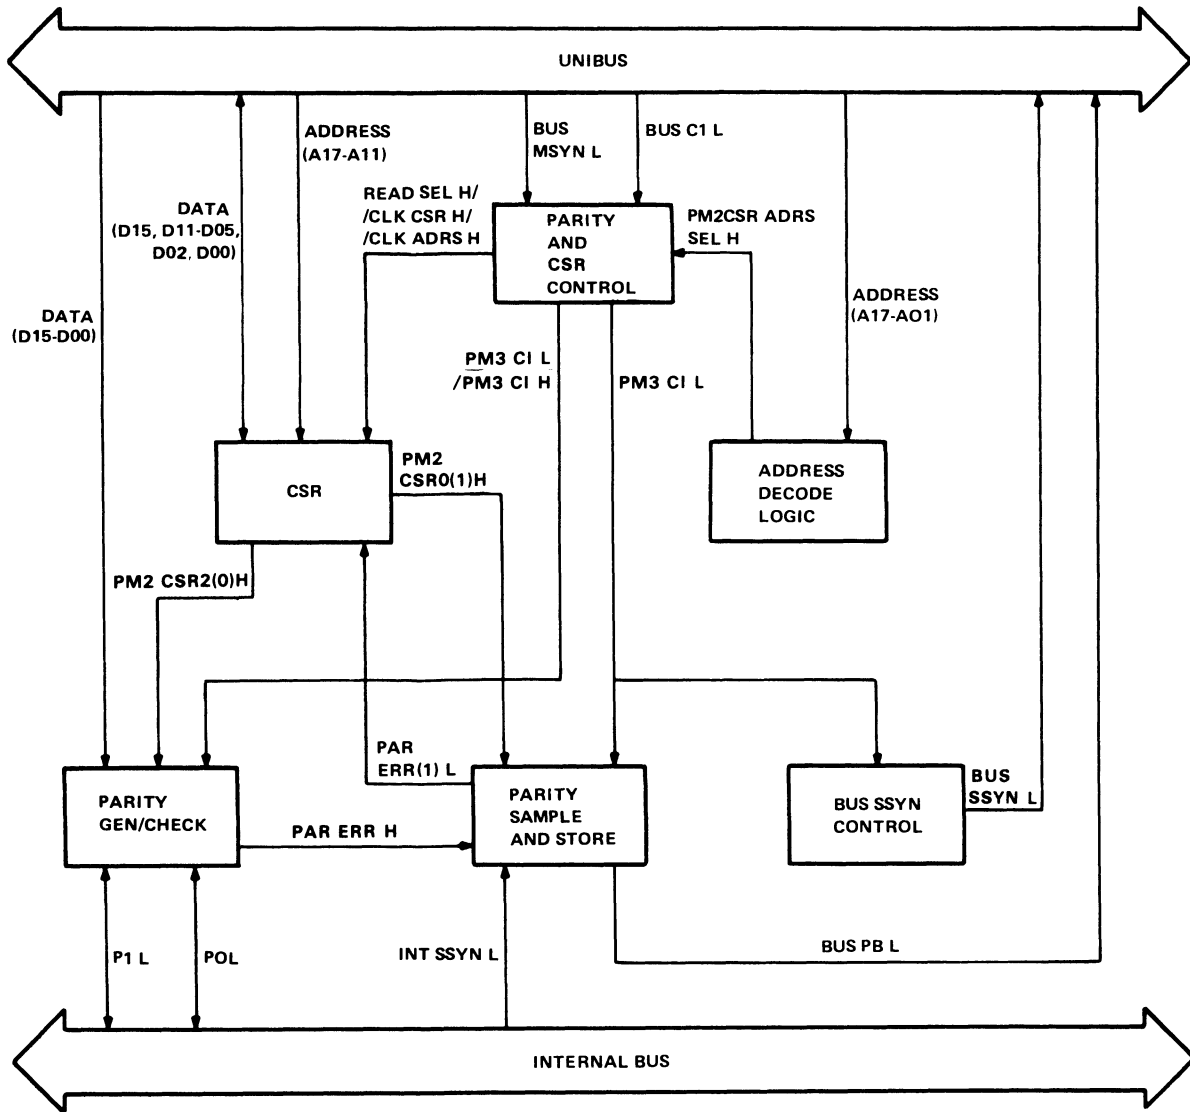 UNIBUS
ADDRESS
(A17-A11)
BUS
MSYN L
BUS C1 L
DATA
(D15, D11-D05,
D02, D00)
READ SEL H/
/CLK CSR H/
/CLK ADRS H
PARITY
AND
CSR
CONTROL
PM2CSR ADRS
SEL H
DATA
(D15-D00)
ADDRESS
(A17-AO1)
PM3 CI L
/PM3 CI H
PM3 CI L
CSR
PM2
CSR0(1)H
ADDRESS
DECODE
LOGIC
PM2 CSR2(0)H
PAR
ERR(1) L
PARITY
GEN/CHECK
PAR ERR H
PARITY
SAMPLE
AND STORE
BUS SSYN
CONTROL
BUS
SSYN L
P1 L
POL
INT SSYN L
BUS PB L
INTERNAL BUS